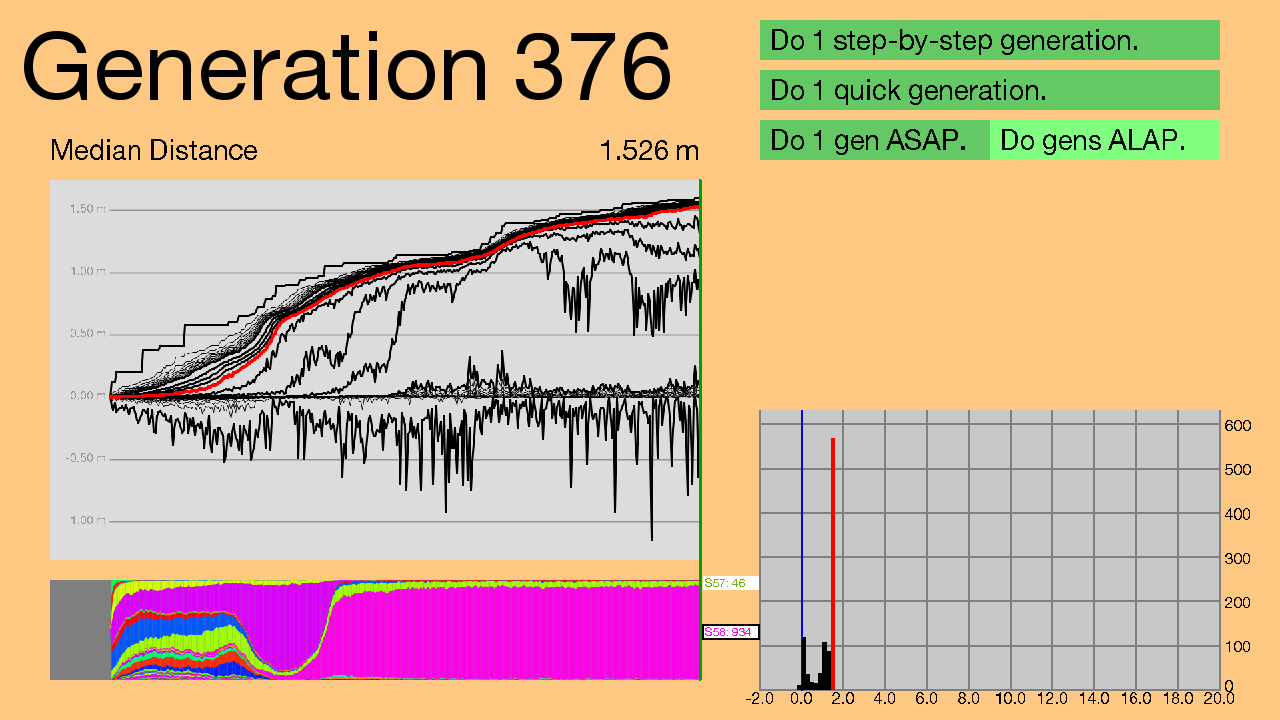 Generation 376
Do 1 step-by-step generation.
Do 1 quick generation.
Do 1 gen ASAP. Do gens ALAP.
Median Distance 1.526 m
1.50 m
1.00 m
0.50 m
0.00 m
-0.50 m
1.00 m
S57: 46
S58: 934
600
500
400
300
200
100
0
-2.0 0.0 2.0 4.0 6.0 8.0 10.0 12.0 14.0 16.0 18.0 20.0